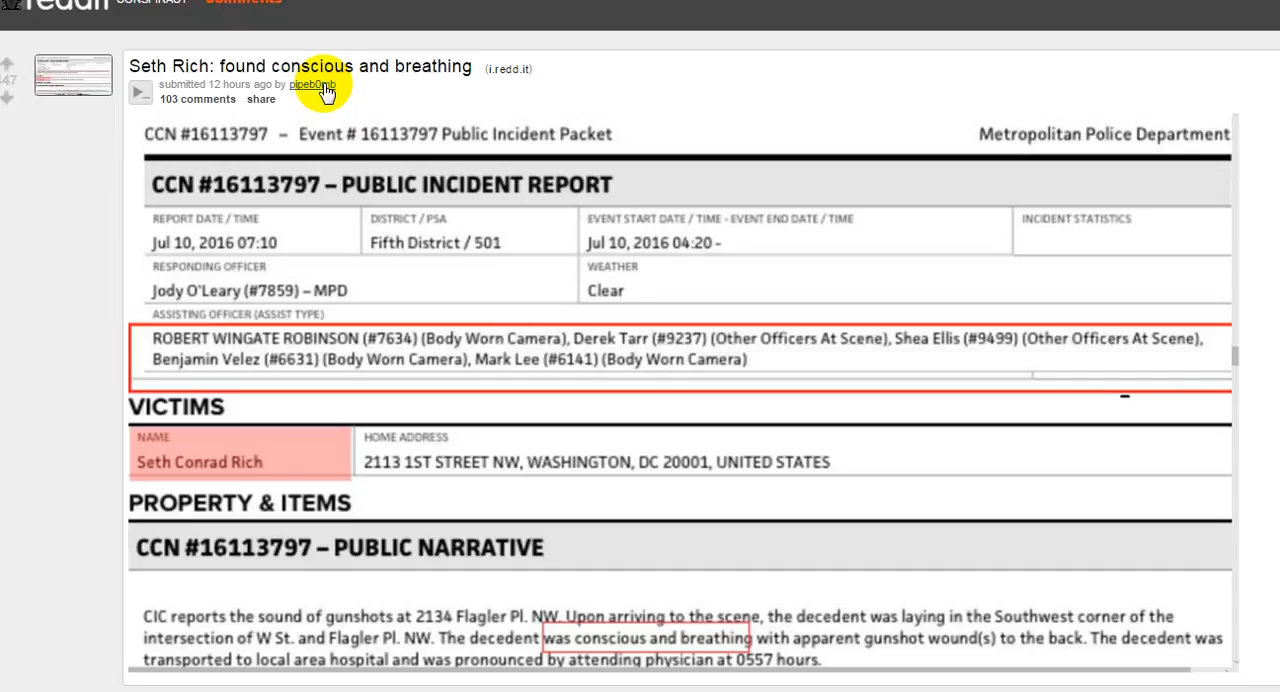 reddit CONSPIRACY comments
Seth Rich: found conscious and breathing (i.redd.it)
47
submitted 12 hours ago by pipeb0mb
103 comments share
CCN #16113797 – Event # 16113797 Public Incident Packet Metropolitan Police Department
CCN #16113797 – PUBLIC INCIDENT REPORT
REPORT DATE / TIME DISTRICT / PSA EVENT START DATE / TIME - EVENT END DATE / TIME INCIDENT STATISTICS
Jul 10, 2016 07:10 Fifth District / 501 Jul 10, 2016 04:20 -
RESPONDING OFFICER WEATHER
Jody O'Leary (#7859) – MPD Clear
ASSISTING OFFICER (ASSIST TYPE)
ROBERT WINGATE ROBINSON (#7634) (Body Worn Camera), Derek Tarr (#9237) (Other Officers At Scene), Shea Ellis (#9499) (Other Officers At Scene),
Benjamin Velez (#6631) (Body Worn Camera), Mark Lee (#6141) (Body Worn Camera)
VICTIMS
NAME HOME ADDRESS
Seth Conrad Rich 2113 1ST STREET NW, WASHINGTON, DC 20001, UNITED STATES
PROPERTY & ITEMS
CCN #16113797 – PUBLIC NARRATIVE
CIC reports the sound of gunshots at 2134 Flagler Pl. NW. Upon arriving to the scene, the decedent was laying in the Southwest corner of the
intersection of W St. and Flagler Pl. NW. The decedent was conscious and breathing with apparent gunshot wound(s) to the back. The decedent was
transported to local area hospital and was pronounced by attending physician at 0557 hours.